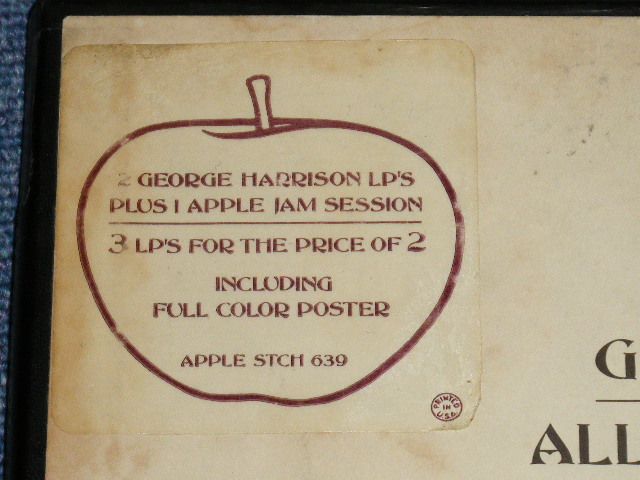 2 GEORGE HARRISON LP'S
PLUS 1 APPLE JAM SESSION
3 LP'S FOR THE PRICE OF 2
INCLUDING
FULL COLOR POSTER
APPLE STCH 639
PRINTED
IN
U.S.A.
G
ALL